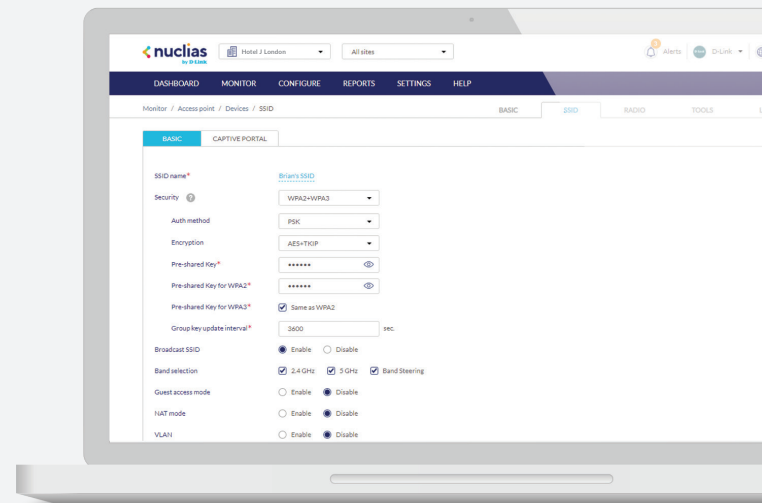 nuclias Hotel J London All sites 3 Alerts D-Link
by D-Link
DASHBOARD MONITOR CONFIGURE REPORTS SETTINGS HELP
Monitor / Access point / Devices / SSID BASIC SSID RADIO TOOLS
BASIC CAPTIVE PORTAL
SSID name* Brian's SSID
Security ? WPA2+WPA3
Auth method PSK
Encryption AES+TKIP
Pre-shared Key* ••••••
Pre-shared Key for WPA2* ••••••
Pre-shared Key for WPA3* Same as WPA2
Group key update interval* 3600 sec.
Broadcast SSID Enable Disable
Band selection 2.4 GHz 5 GHz Band Steering
Guest access mode Enable Disable
NAT mode Enable Disable
VLAN Enable Disable